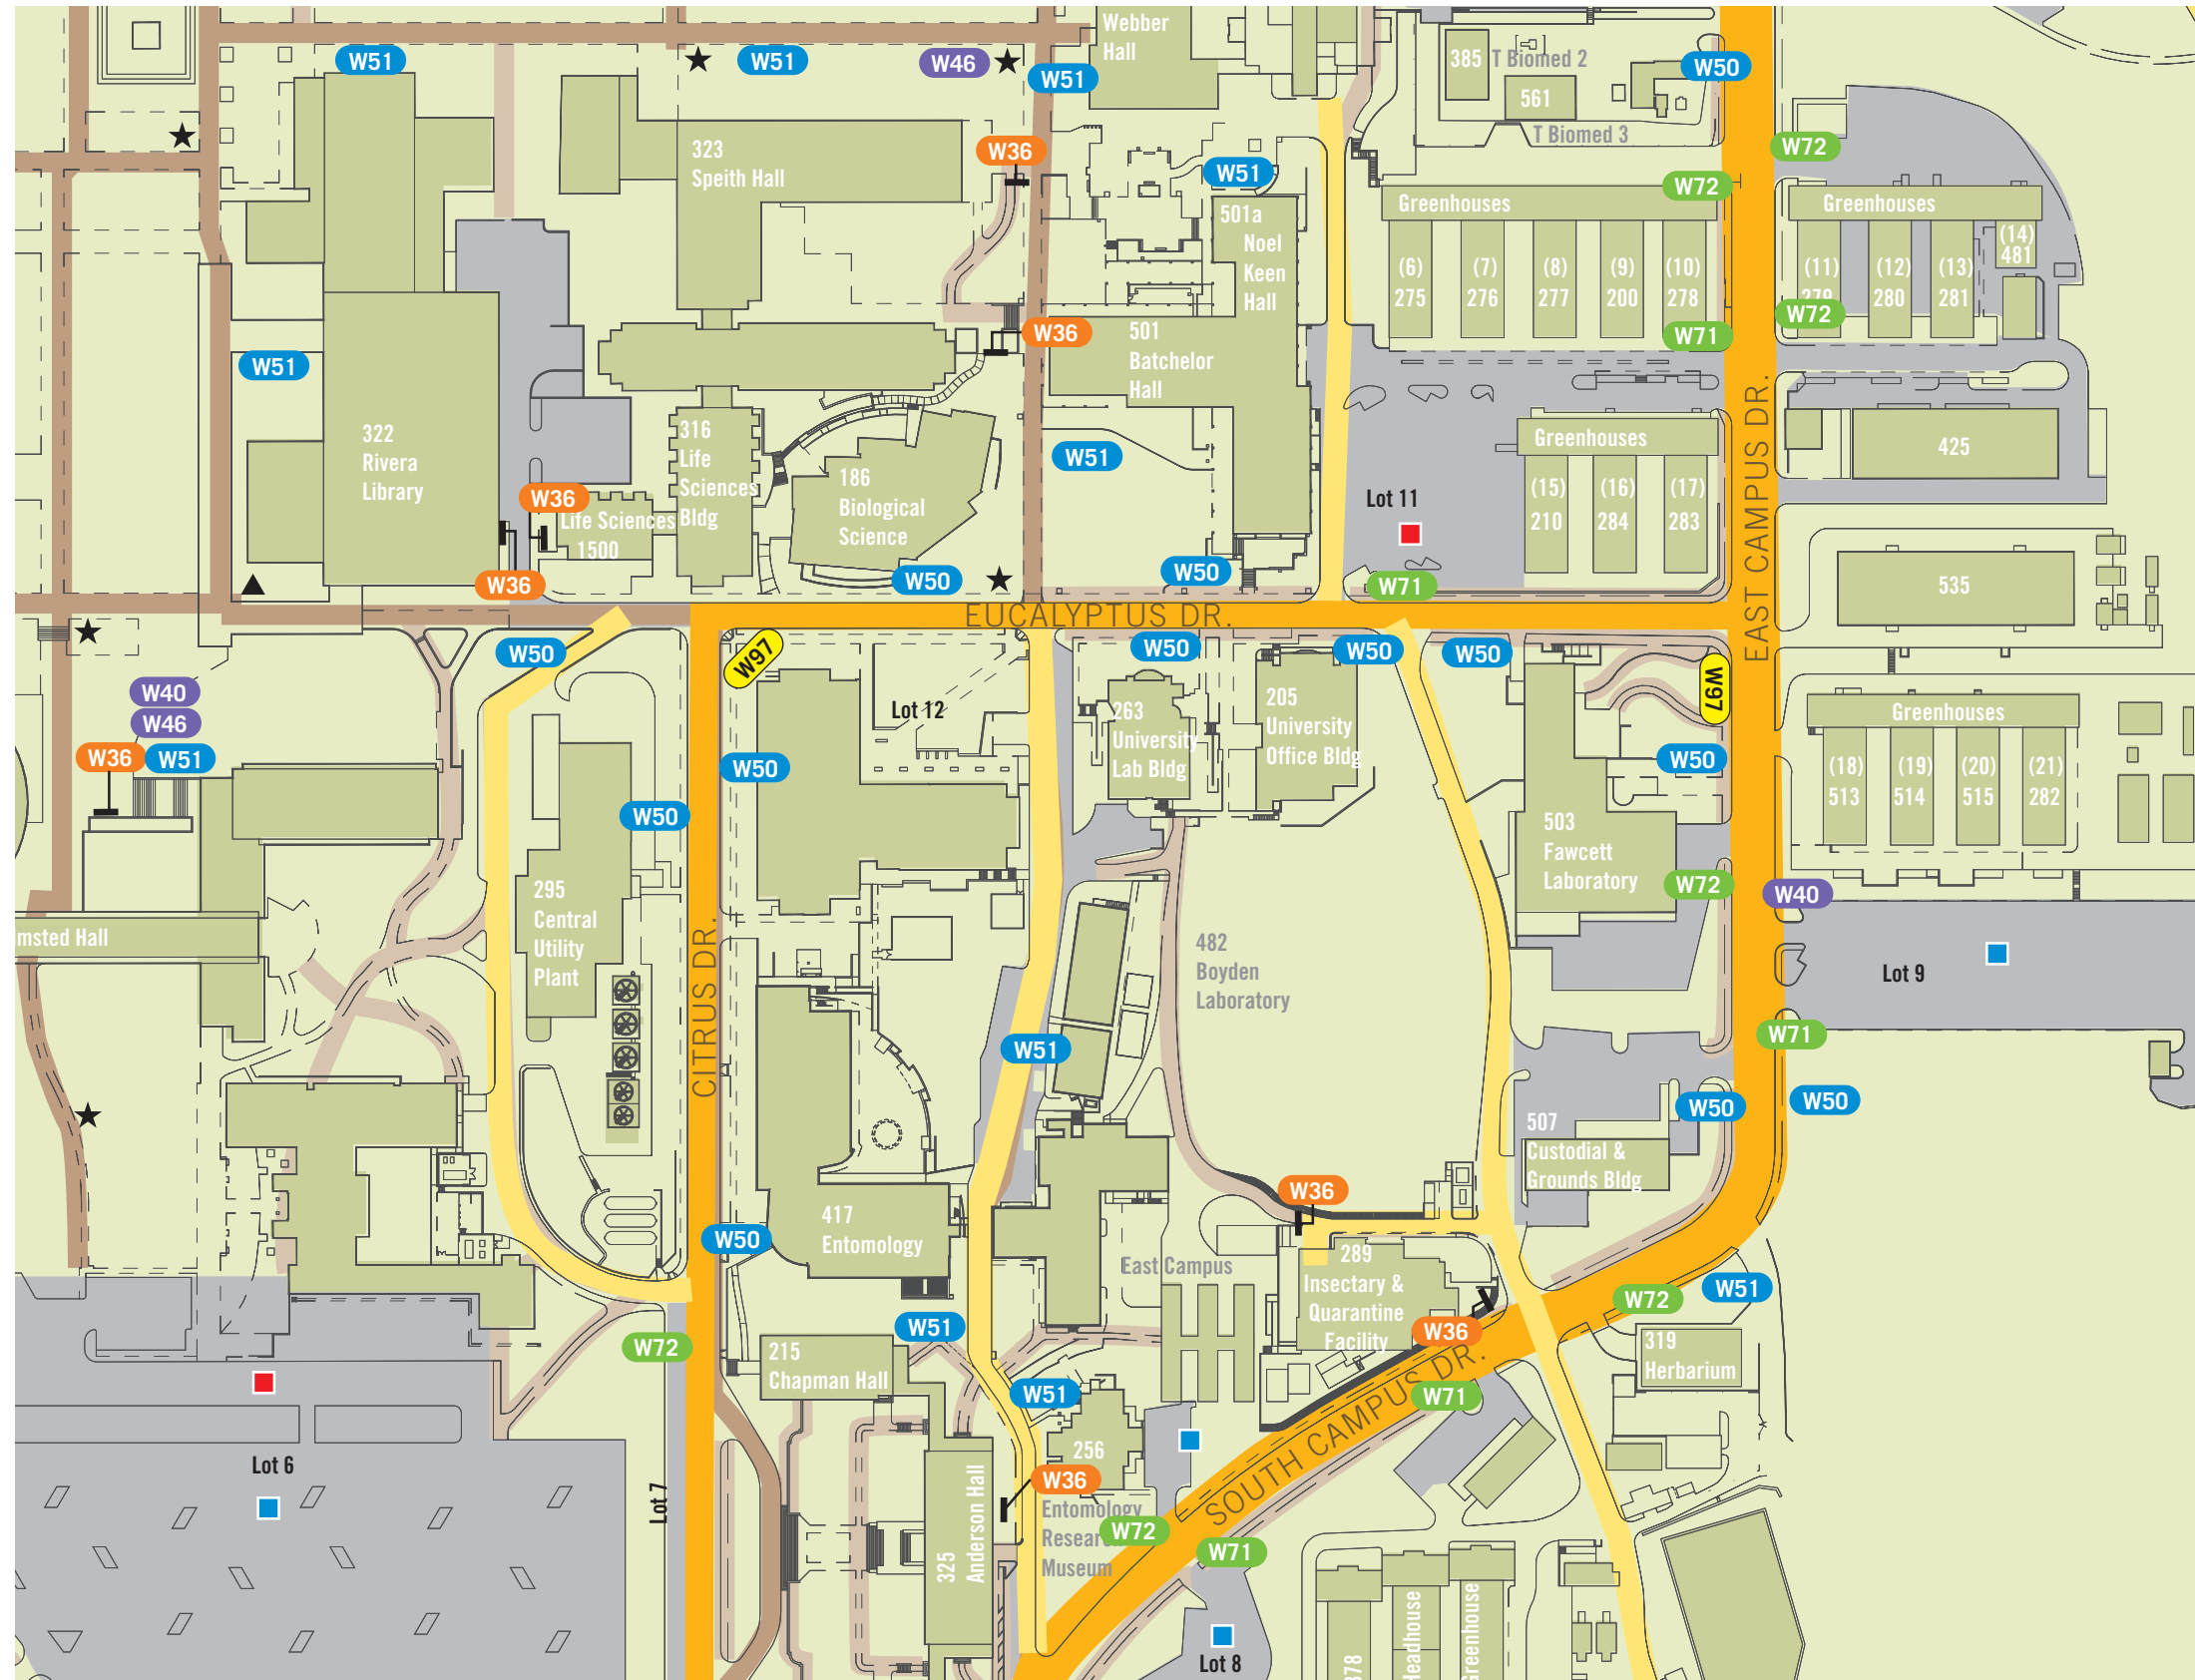 Webber
Hall
W51
W51
W46
W51
385
T Biomed 2
561
T Biomed 3
W50
W72
323
Speith Hall
W36
W51
W72
Greenhouses
Greenhouses
501a
Noel
Keen
Hall
(6)
275
(7)
276
(8)
277
(9)
200
(10)
278
(11)
279
(12)
280
(13)
281
(14)
481
W72
W71
W36
501
Batchelor
Hall
W51
322
Rivera
Library
316
Life
Sciences
Bldg
186
Biological
Science
W51
Greenhouses
425
(15)
210
(16)
284
(17)
283
Lot 11
W36
Life Sciences
1500
W36
W50
W50
W71
535
EUCALYPTUS DR.
EAST CAMPUS DR.
W50
W97
W50
W50
W50
W97
W40
W46
W36
W51
Lot 12
263
University
Lab Bldg
205
University
Office Bldg
Greenhouses
(18)
513
(19)
514
(20)
515
(21)
282
W50
W50
W50
503
Fawcett
Laboratory
W72
W40
295
Central
Utility
Plant
msted Hall
CITRUS DR.
482
Boyden
Laboratory
Lot 9
W51
W71
W50
W50
507
Custodial &
Grounds Bldg
W36
417
Entomology
W50
East Campus
289
Insectary &
Quarantine
Facility
W72
W51
W36
W72
W51
215
Chapman Hall
319
Herbarium
W51
W71
SOUTH CAMPUS DR.
256
W36
Entomology
Museum
W72
W71
Lot 6
Lot 7
325
Anderson Hall
Lot 8
378
Headhouse
Greenhouse